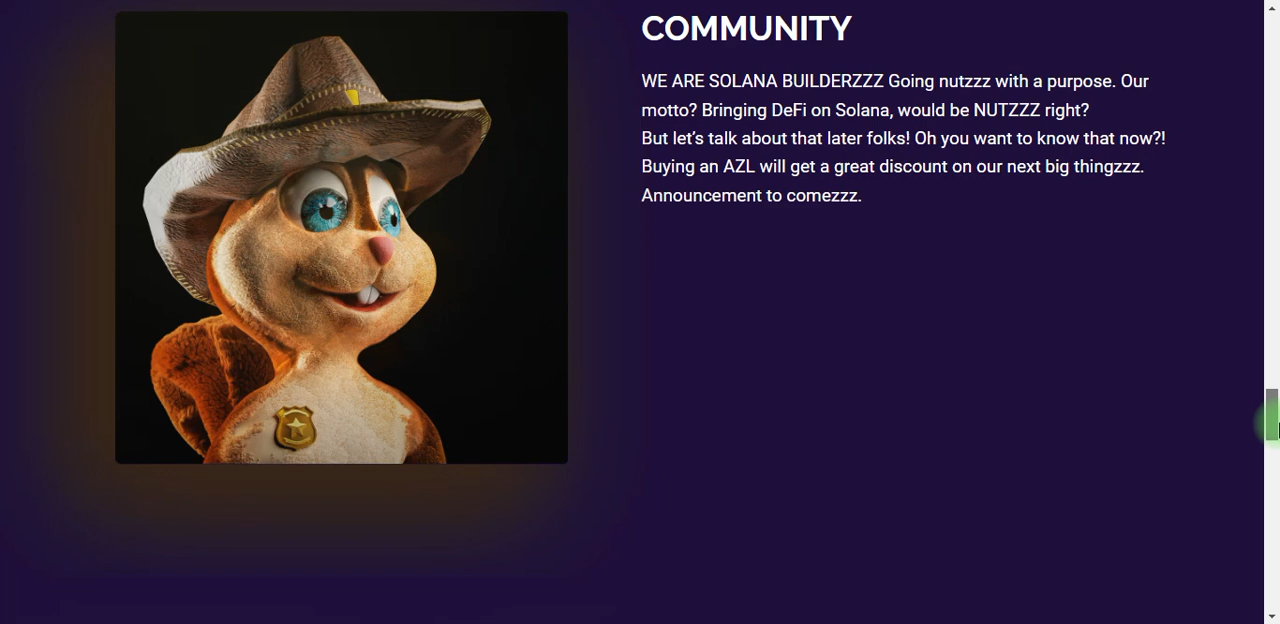 COMMUNITY
WE ARE SOLANA BUILDERZZZ Going nutzzz with a purpose. Our
motto? Bringing DeFi on Solana, would be NUTZZZ right?
But let’s talk about that later folks! Oh you want to know that now?!
Buying an AZL will get a great discount on our next big thingzzz.
Announcement to comezzz.